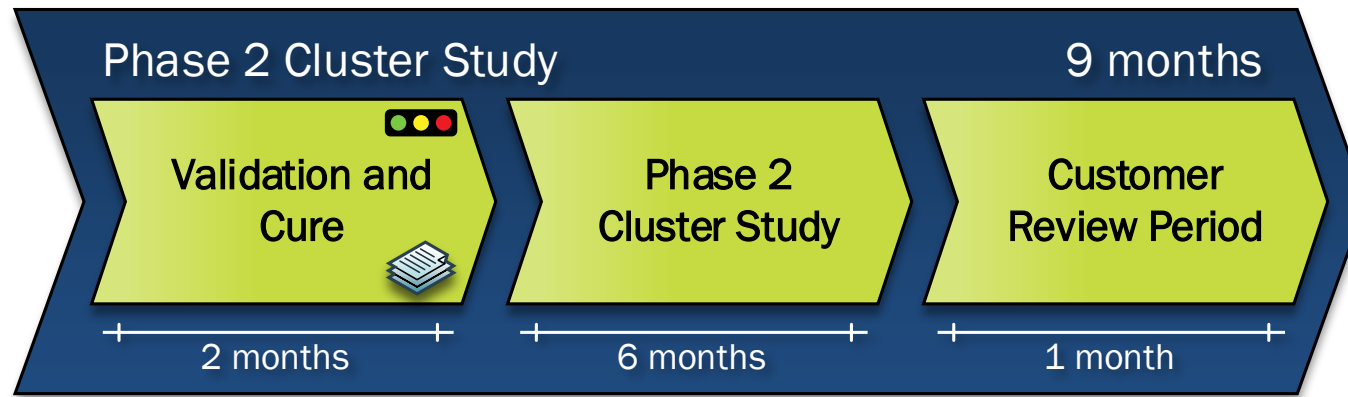 Phase 2 Cluster Study
9 months
Validation and
Cure
Phase 2
Cluster Study
Customer
Review Period
2 months
6 months
1 month